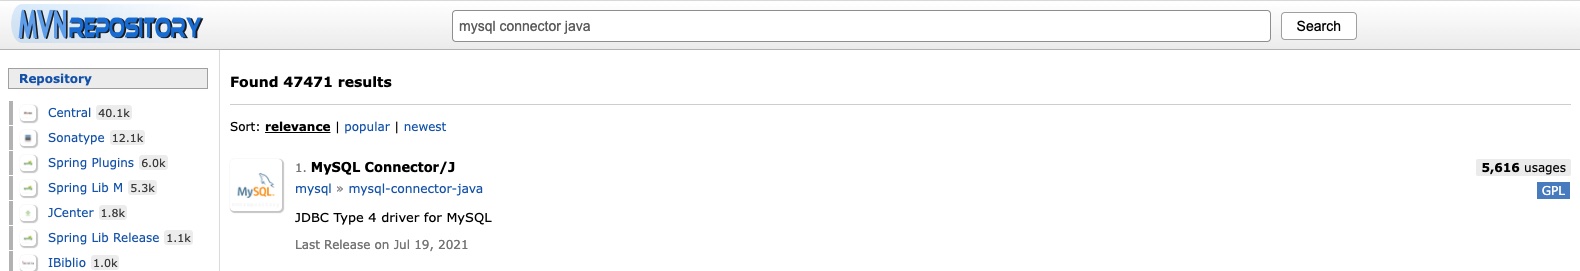 MVNREPOSITORY
mysql connector java
Search
Repository
Central 40.1k
Sonatype 12.1k
Spring Plugins 6.0k
Spring Lib M 5.3k
JCenter 1.8k
Spring Lib Release 1.1k
IBiblio 1.0k
Found 47471 results
Sort: relevance | popular | newest
MySQL
1. MySQL Connector/J
5,616 usages
mysql » mysql-connector-java
GPL
JDBC Type 4 driver for MySQL
Last Release on Jul 19, 2021